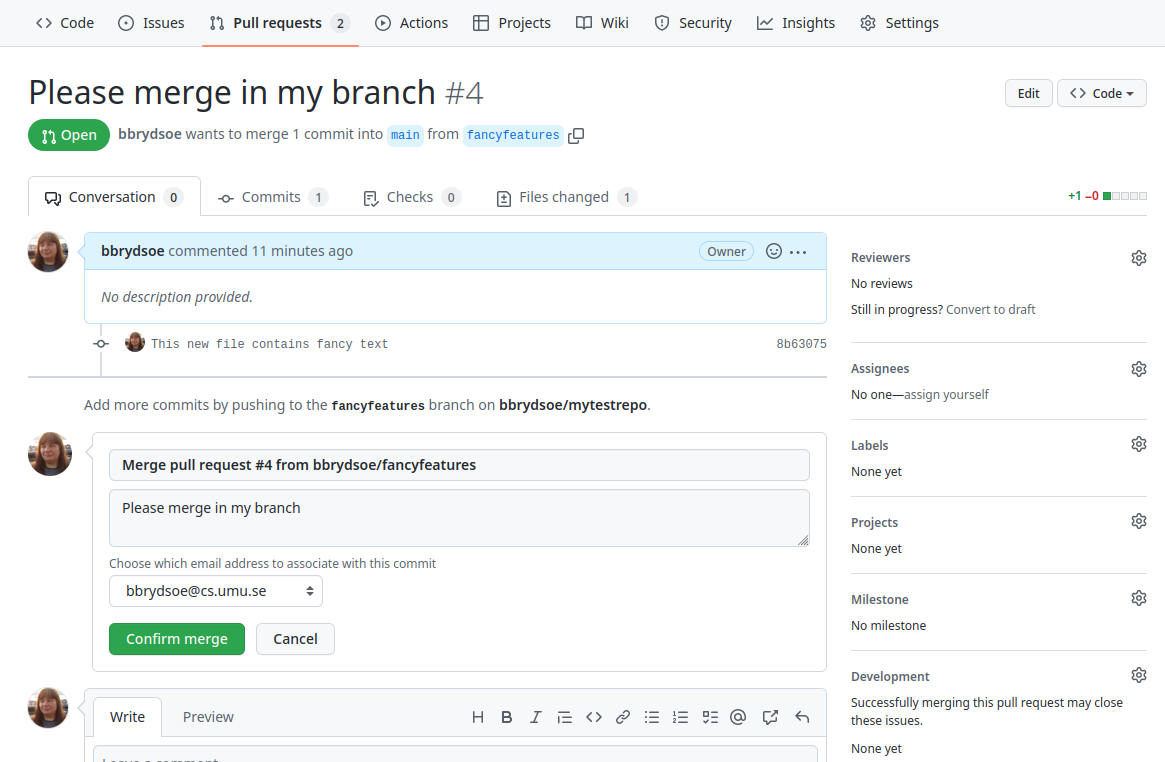 Code Issues Pull requests 2 Actions Projects Wiki Security Insights Settings
Please merge in my branch #4
Edit Code
Open bbrydsoe wants to merge 1 commit into main from fancyfeatures
Conversation 0 Commits 1 Checks 0 Files changed 1 +1 −0
bbrydsoe commented 11 minutes ago Owner
No description provided.
This new file contains fancy text 8b63075
Add more commits by pushing to the fancyfeatures branch on bbrydsoe/mytestrepo.
Merge pull request #4 from bbrydsoe/fancyfeatures
Please merge in my branch
Choose which email address to associate with this commit
bbrydsoe@cs.umu.se
Confirm merge Cancel
Write Preview
Leave a comment
Reviewers
No reviews
Still in progress? Convert to draft
Assignees
No one—assign yourself
Labels
None yet
Projects
None yet
Milestone
No milestone
Development
Successfully merging this pull request may close
these issues.
None yet